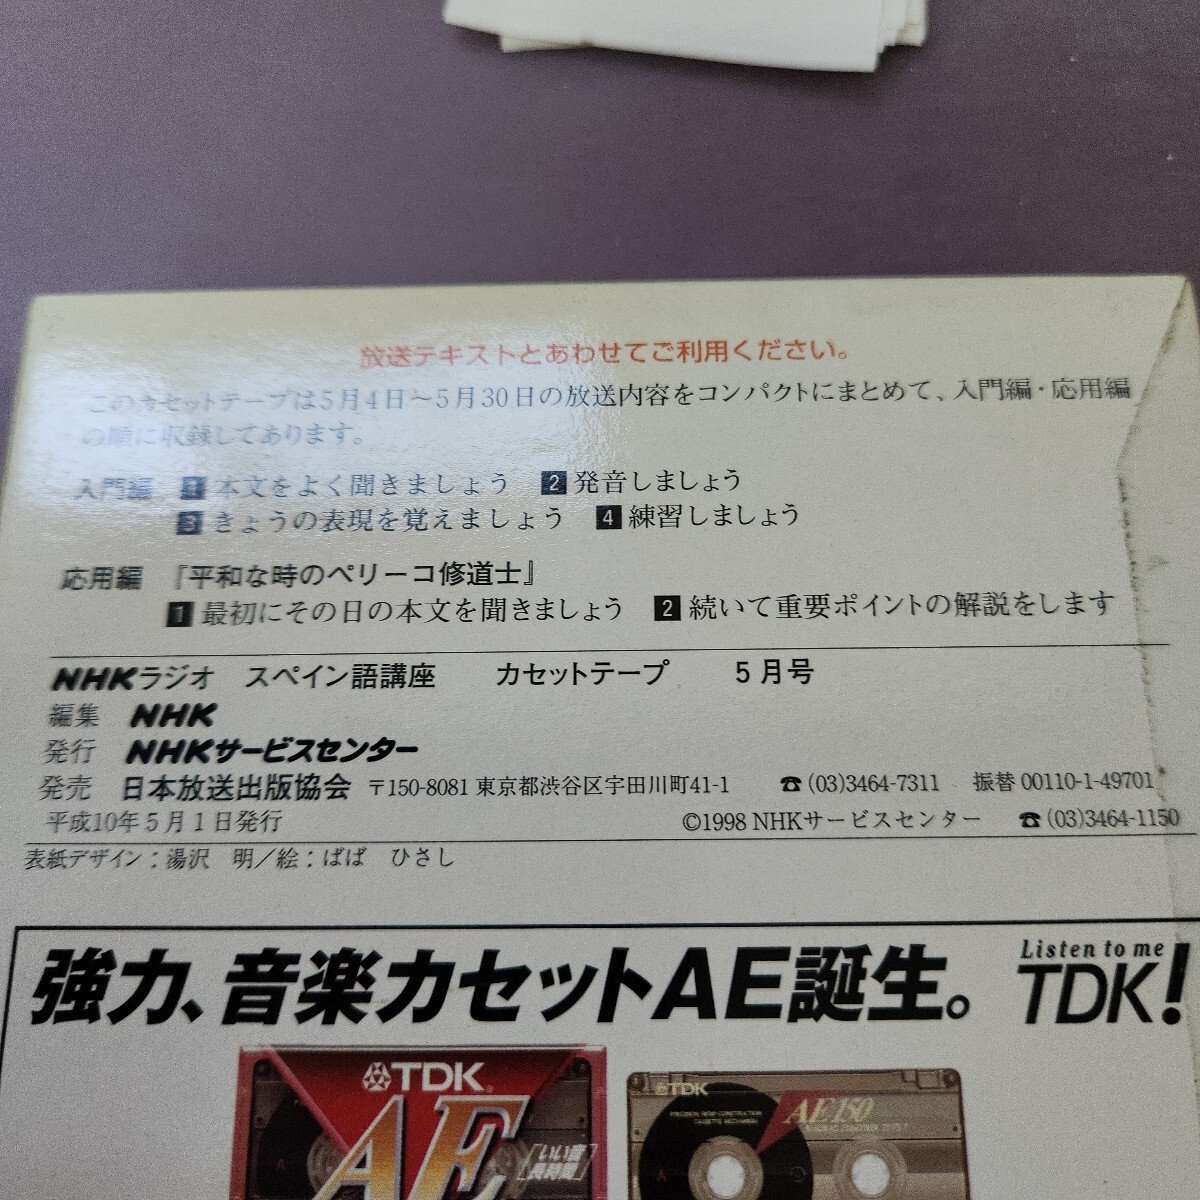 放送テキストとあわせてご利用ください。
このカセットテープは5月4日～5月30日の放送内容をコンパクトにまとめて、入門編・応用編
の順に収録してあります。
入門編 1 本文をよく聞きましょう 2 発音しましょう
3 きょうの表現を覚えましょう 4 練習しましょう
応用編 『平和な時のペリーコ修道士』
1 最初にその日の本文を聞きましょう 2 続いて重要ポイントの解説をします
NHKラジオ スペイン語講座 カセットテープ 5月号
編集 NHK
発行 NHKサービスセンター
発売 日本放送出版協会 〒150-8081 東京都渋谷区宇田川町41-1 ☎(03)3464-7311 振替 00110-1-49701
平成10年5月1日発行 ©1998 NHKサービスセンター ☎(03)3464-1150
表紙デザイン：湯沢 明／絵：ばば ひさし
強力、音楽カセットAE誕生。
Listen to me
TDK!
TDK
AE
いい音
長時間
A
TDK
AE150
A